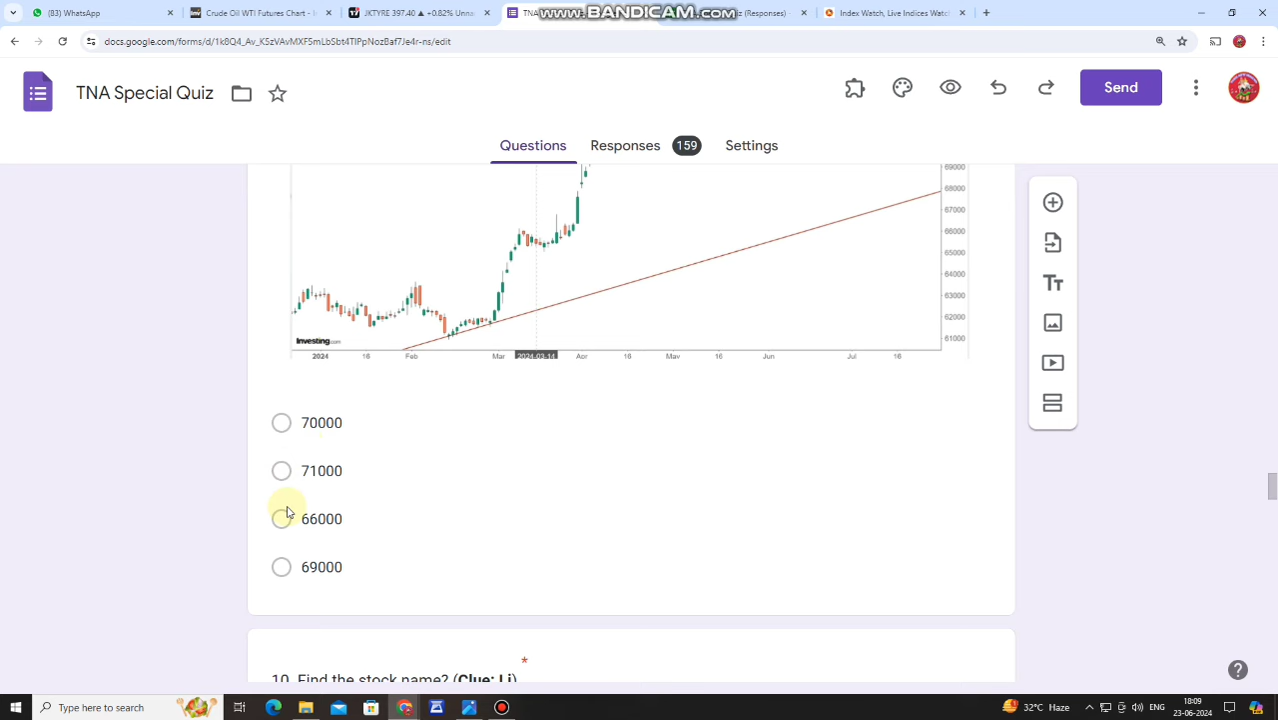 (83) WhatsApp
Crude Oil WTI Futures Chart - In
JKTYRE 397.40 ▲ +0.82% Unna
TNA
www.BANDICAM.com
(Responses) -
Index Watch, Live Indices Watc
docs.google.com/forms/d/1k8Q4_Av_K5zVAvMXF5mLbSbt4TlPpNozBaf7Je4r-ns/edit
TNA Special Quiz
Send
Questions
Responses 159
Settings
69000
68000
67000
66000
65000
64000
63000
62000
61000
Investing.com
2024 16 Feb Mar 2024-03-14 Apr 18 May 16 Jun Jul 16
70000
71000
66000
69000
*
10. Find the stock name? (Clue: Li)
Type here to search
32°C Haze
ENG
18:09
23-06-2024